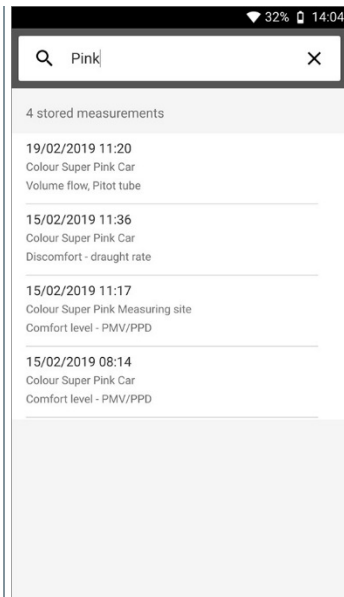 32% 14:04
Pink
4 stored measurements
19/02/2019 11:20
Colour Super Pink Car
Volume flow, Pitot tube
15/02/2019 11:36
Colour Super Pink Car
Discomfort - draught rate
15/02/2019 11:17
Colour Super Pink Measuring site
Comfort level - PMV/PPD
15/02/2019 08:14
Colour Super Pink Car
Comfort level - PMV/PPD